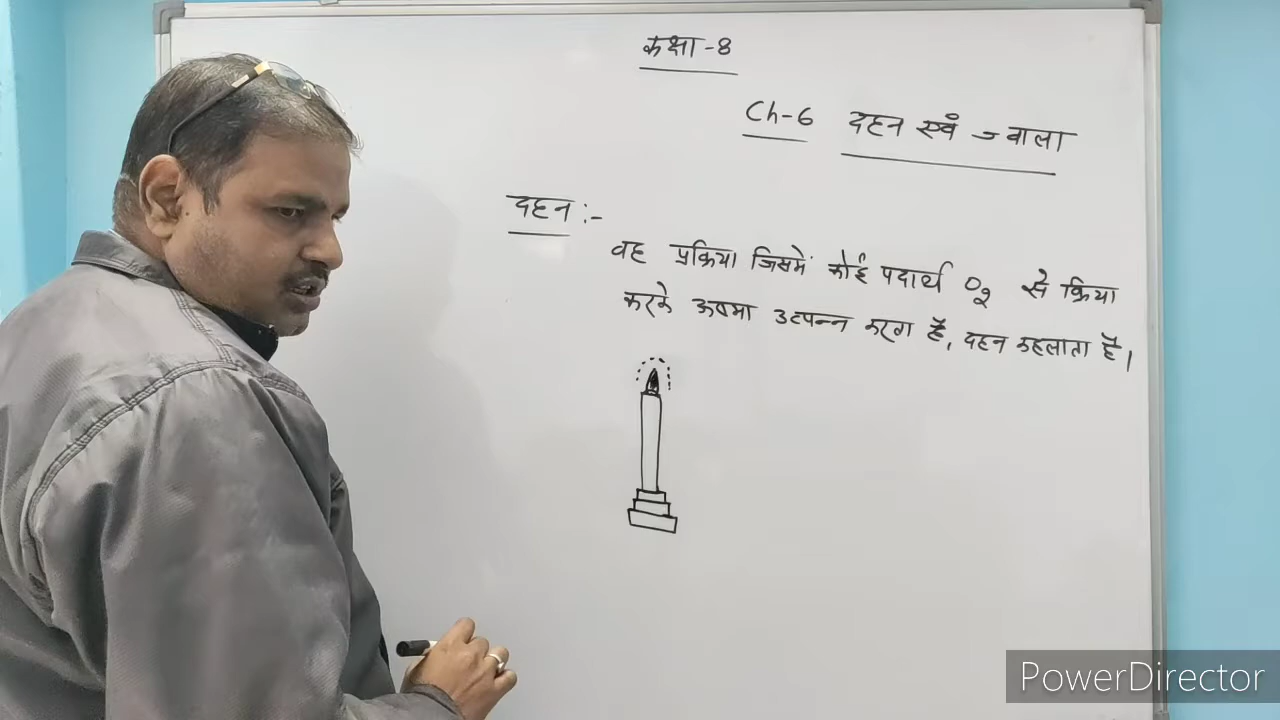 कक्षा-8
Ch-6 दहन एवं ज्वाला
दहन :-
वह प्रक्रिया जिसमें कोई पदार्थ O2 से क्रिया
करके ऊष्मा उत्पन्न करता है, दहन कहलाता है।
PowerDirector